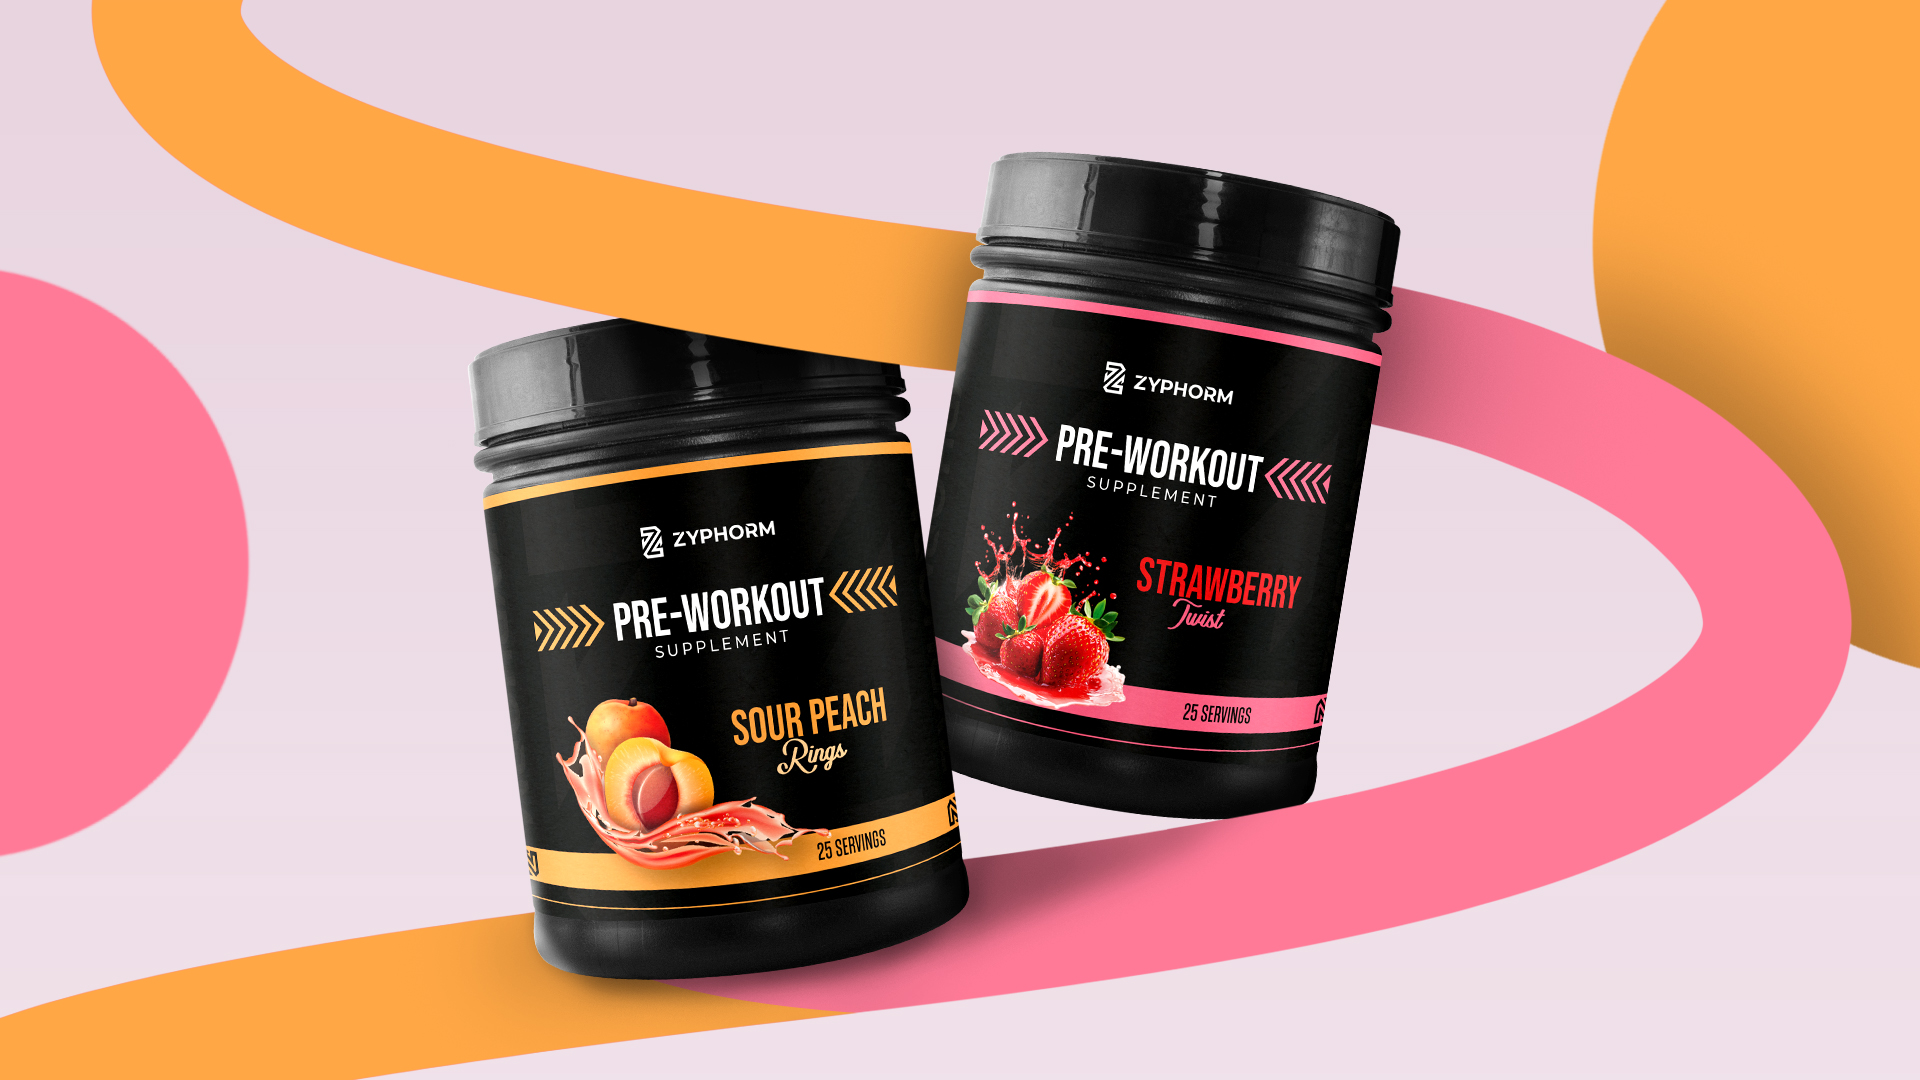 ZYPHORM
PRE-WORKOUT
SUPPLEMENT
SOUR PEACH
Rings
25 SERVINGS
ZYPHORM
PRE-WORKOUT
SUPPLEMENT
STRAWBERRY
Twist
25 SERVINGS